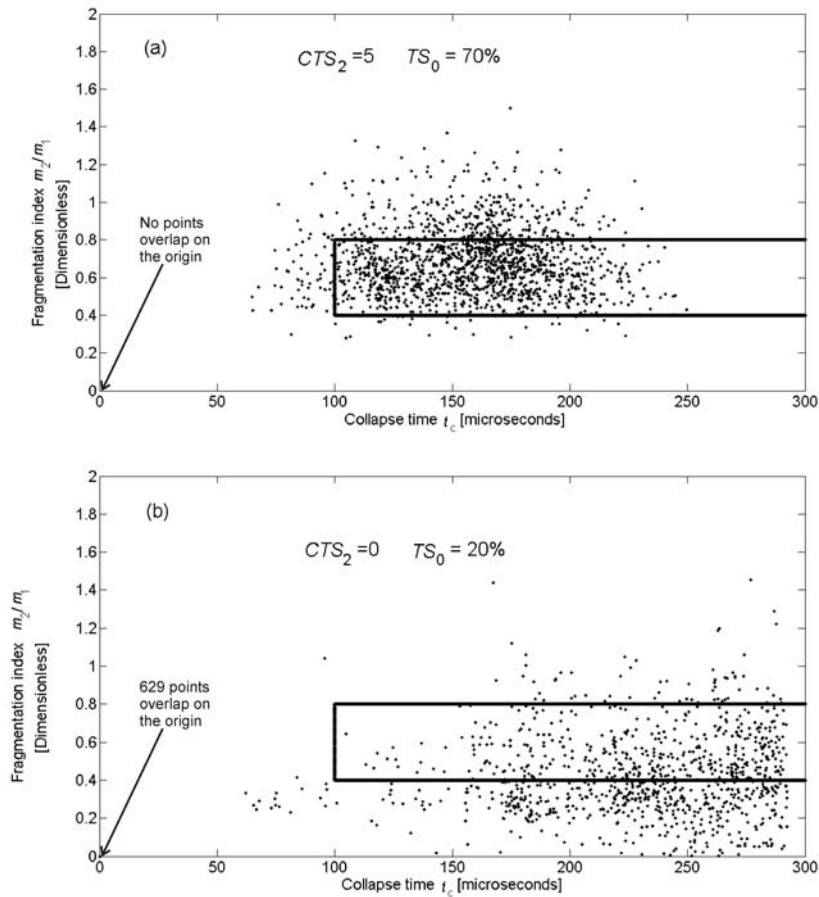 (a)
CTS2 =5 TS0 = 70%
2
1.8
1.6
1.4
1.2
1
0.8
0.6
0.4
0.2
0
Fragmentation index m2/m1
[Dimensionless]
No points
overlap on
the origin
0 50 100 150 200 250 300
Collapse time tc [microseconds]
(b)
CTS2 =0 TS0 = 20%
2
1.8
1.6
1.4
1.2
1
0.8
0.6
0.4
0.2
0
Fragmentation index m2/m1
[Dimensionless]
629 points
overlap on
the origin
0 50 100 150 200 250 300
Collapse time tc [microseconds]